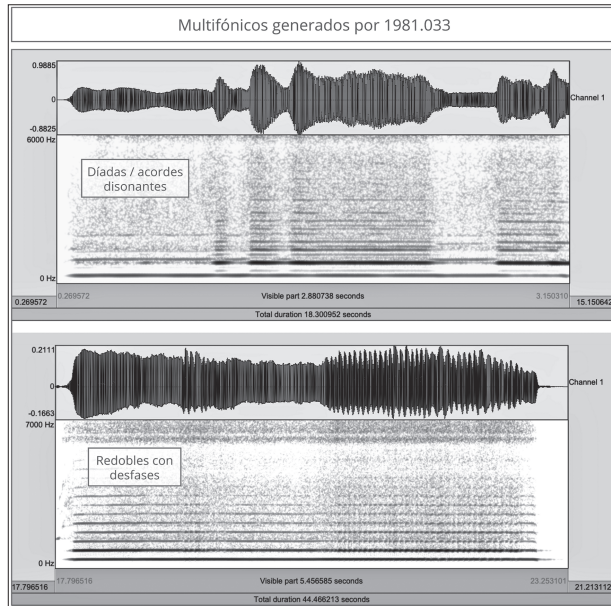 Multifónicos generados por 1981.033
0.9885
0
-0.8825
Channel 1
6000 Hz
Díadas / acordes
disonantes
0 Hz
0.269572
0.269572
Visible part 2.880738 seconds
3.150310
15.150642
Total duration 18.300952 seconds
0.2111
0
-0.1663
Channel 1
7000 Hz
Redobles con
desfases
0 Hz
17.796516
17.796516
Visible part 5.456585 seconds
23.253101
21.213112
Total duration 44.466213 seconds